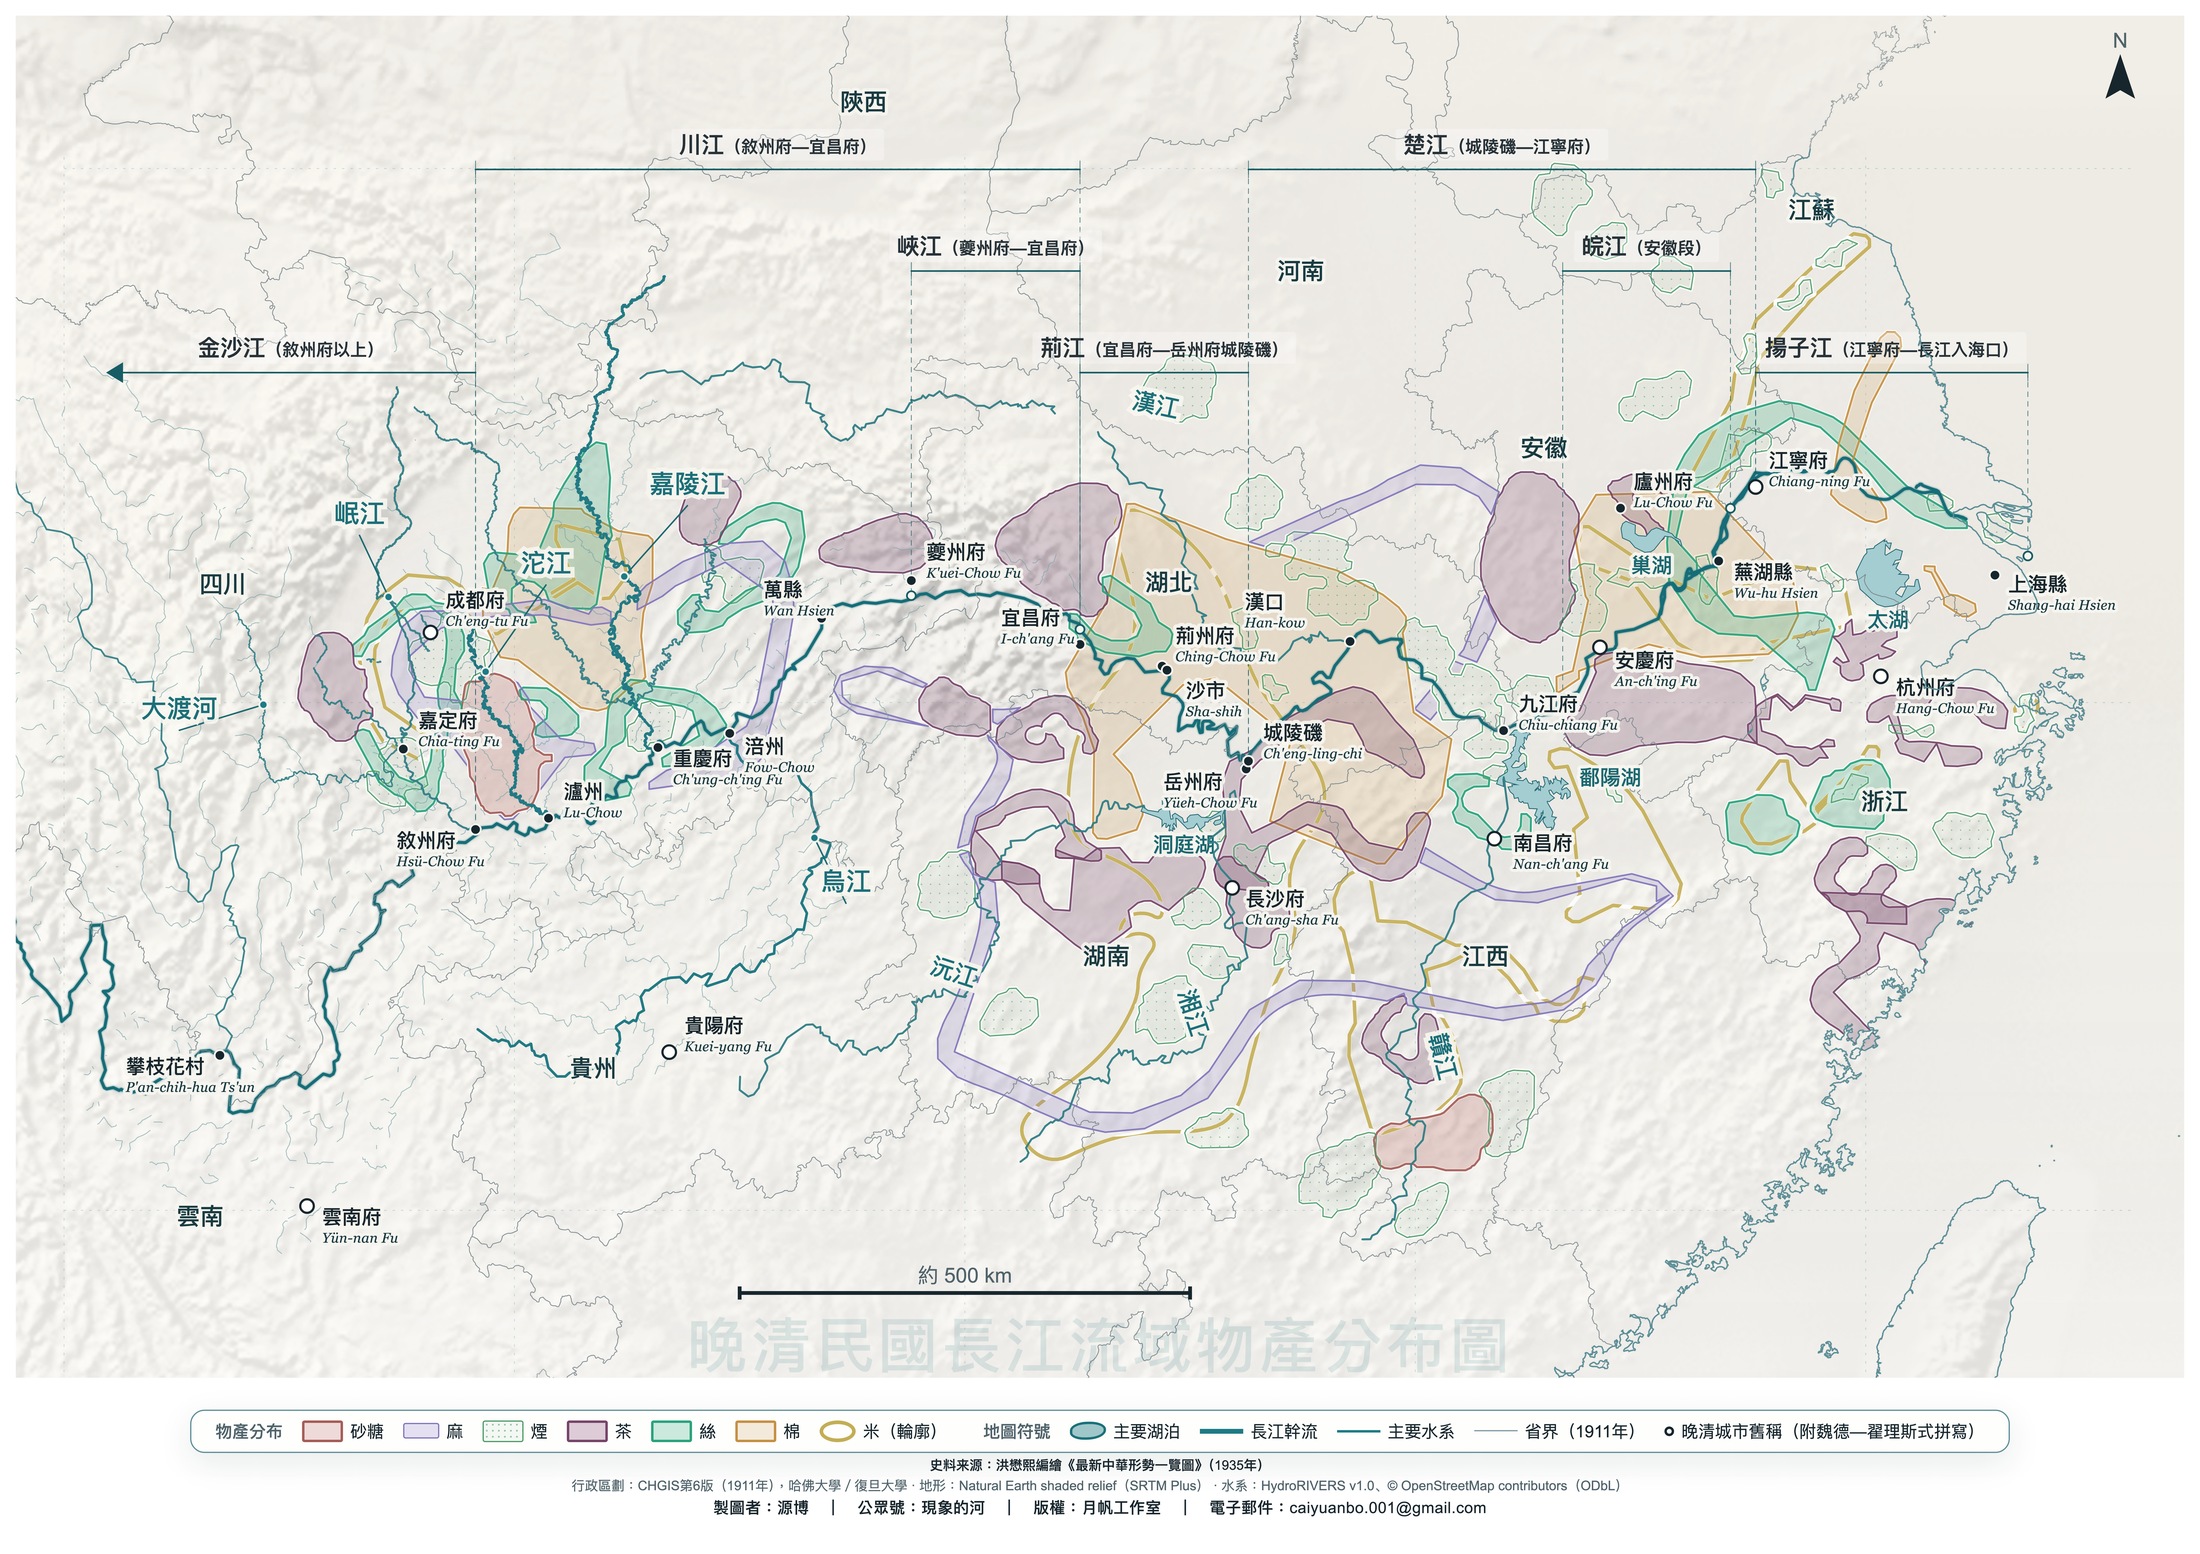 N
陝西
川江（敘州府—宜昌府）
楚江（城陵磯—江寧府）
江蘇
峽江（夔州府—宜昌府）
皖江（安徽段）
河南
金沙江（敘州府以上）
荊江（宜昌府—岳州府城陵磯）
揚子江（江寧府—長江入海口）
漢江
安徽
江寧府
Chiang-ning Fu
嘉陵江
廬州府
Lu-Chow Fu
岷江
夔州府
K'uei-Chow Fu
沱江
巢湖
蕪湖縣
Wu-hu Hsien
四川
湖北
上海縣
Shang-hai Hsien
萬縣
Wan Hsien
成都府
Ch'eng-tu Fu
漢口
Han-kow
宜昌府
I-ch'ang Fu
太湖
荊州府
Ching-Chow Fu
安慶府
An-ch'ing Fu
沙市
Sha-shih
杭州府
Hang-Chow Fu
大渡河
嘉定府
Chia-ting Fu
九江府
Chiu-chiang Fu
城陵磯
Ch'eng-ling-chi
涪州
Fow-Chow
重慶府
Ch'ung-ch'ing Fu
鄱陽湖
岳州府
Yüeh-Chow Fu
瀘州
Lu-Chow
浙江
敘州府
Hsü-Chow Fu
洞庭湖
南昌府
Nan-ch'ang Fu
烏江
長沙府
Ch'ang-sha Fu
湖南
江西
沅江
湘江
貴陽府
Kuei-yang Fu
贛江
攀枝花村
P'an-chih-hua Ts'un
貴州
雲南
雲南府
Yün-nan Fu
約 500 km
晚清民國長江流域物產分布圖
物產分布 砂糖 麻 煙 茶 絲 棉 米（輪廓） 地圖符號 主要湖泊 長江幹流 主要水系 省界（1911年） 晚清城市舊稱（附魏德—翟理斯式拼寫）
史料来源：洪懋熙編繪《最新中華形勢一覽圖》（1935年）
行政區劃：CHGIS第6版（1911年），哈佛大學 / 復旦大學 · 地形：Natural Earth shaded relief（SRTM Plus） · 水系：HydroRIVERS v1.0、© OpenStreetMap contributors（ODbL）
製圖者：源博 | 公眾號：現象的河 | 版權：月帆工作室 | 電子郵件：caiyuanbo.001@gmail.com